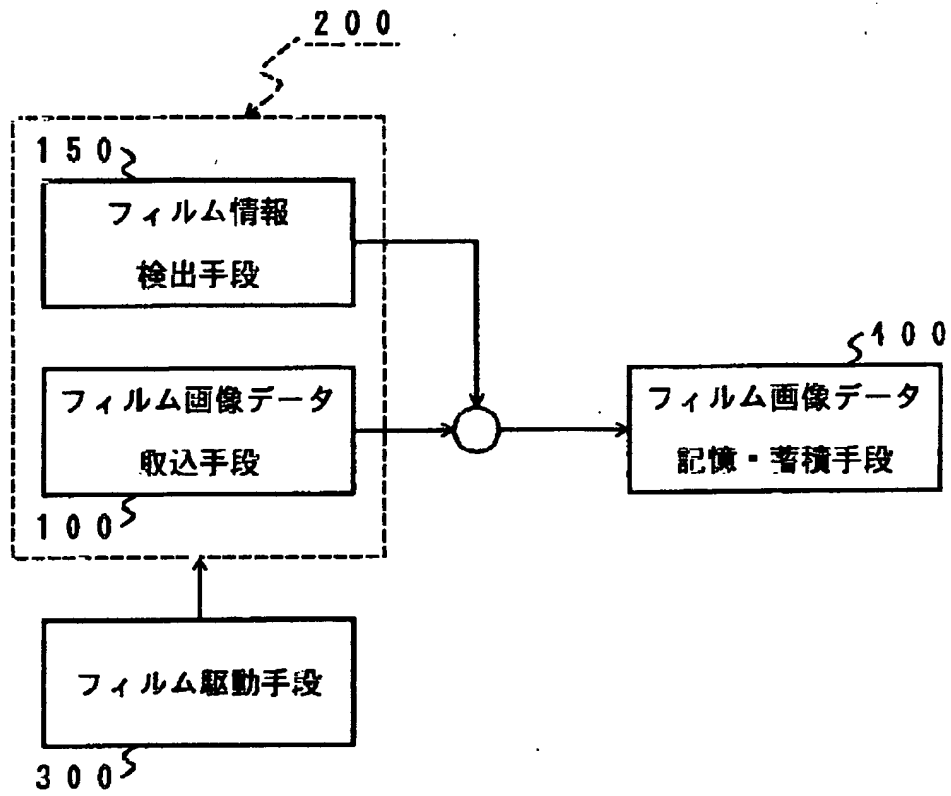 200
150
フィルム情報
検出手段
フィルム画像データ
取込手段
100
400
フィルム画像データ
記憶・蓄積手段
フィルム駆動手段
300